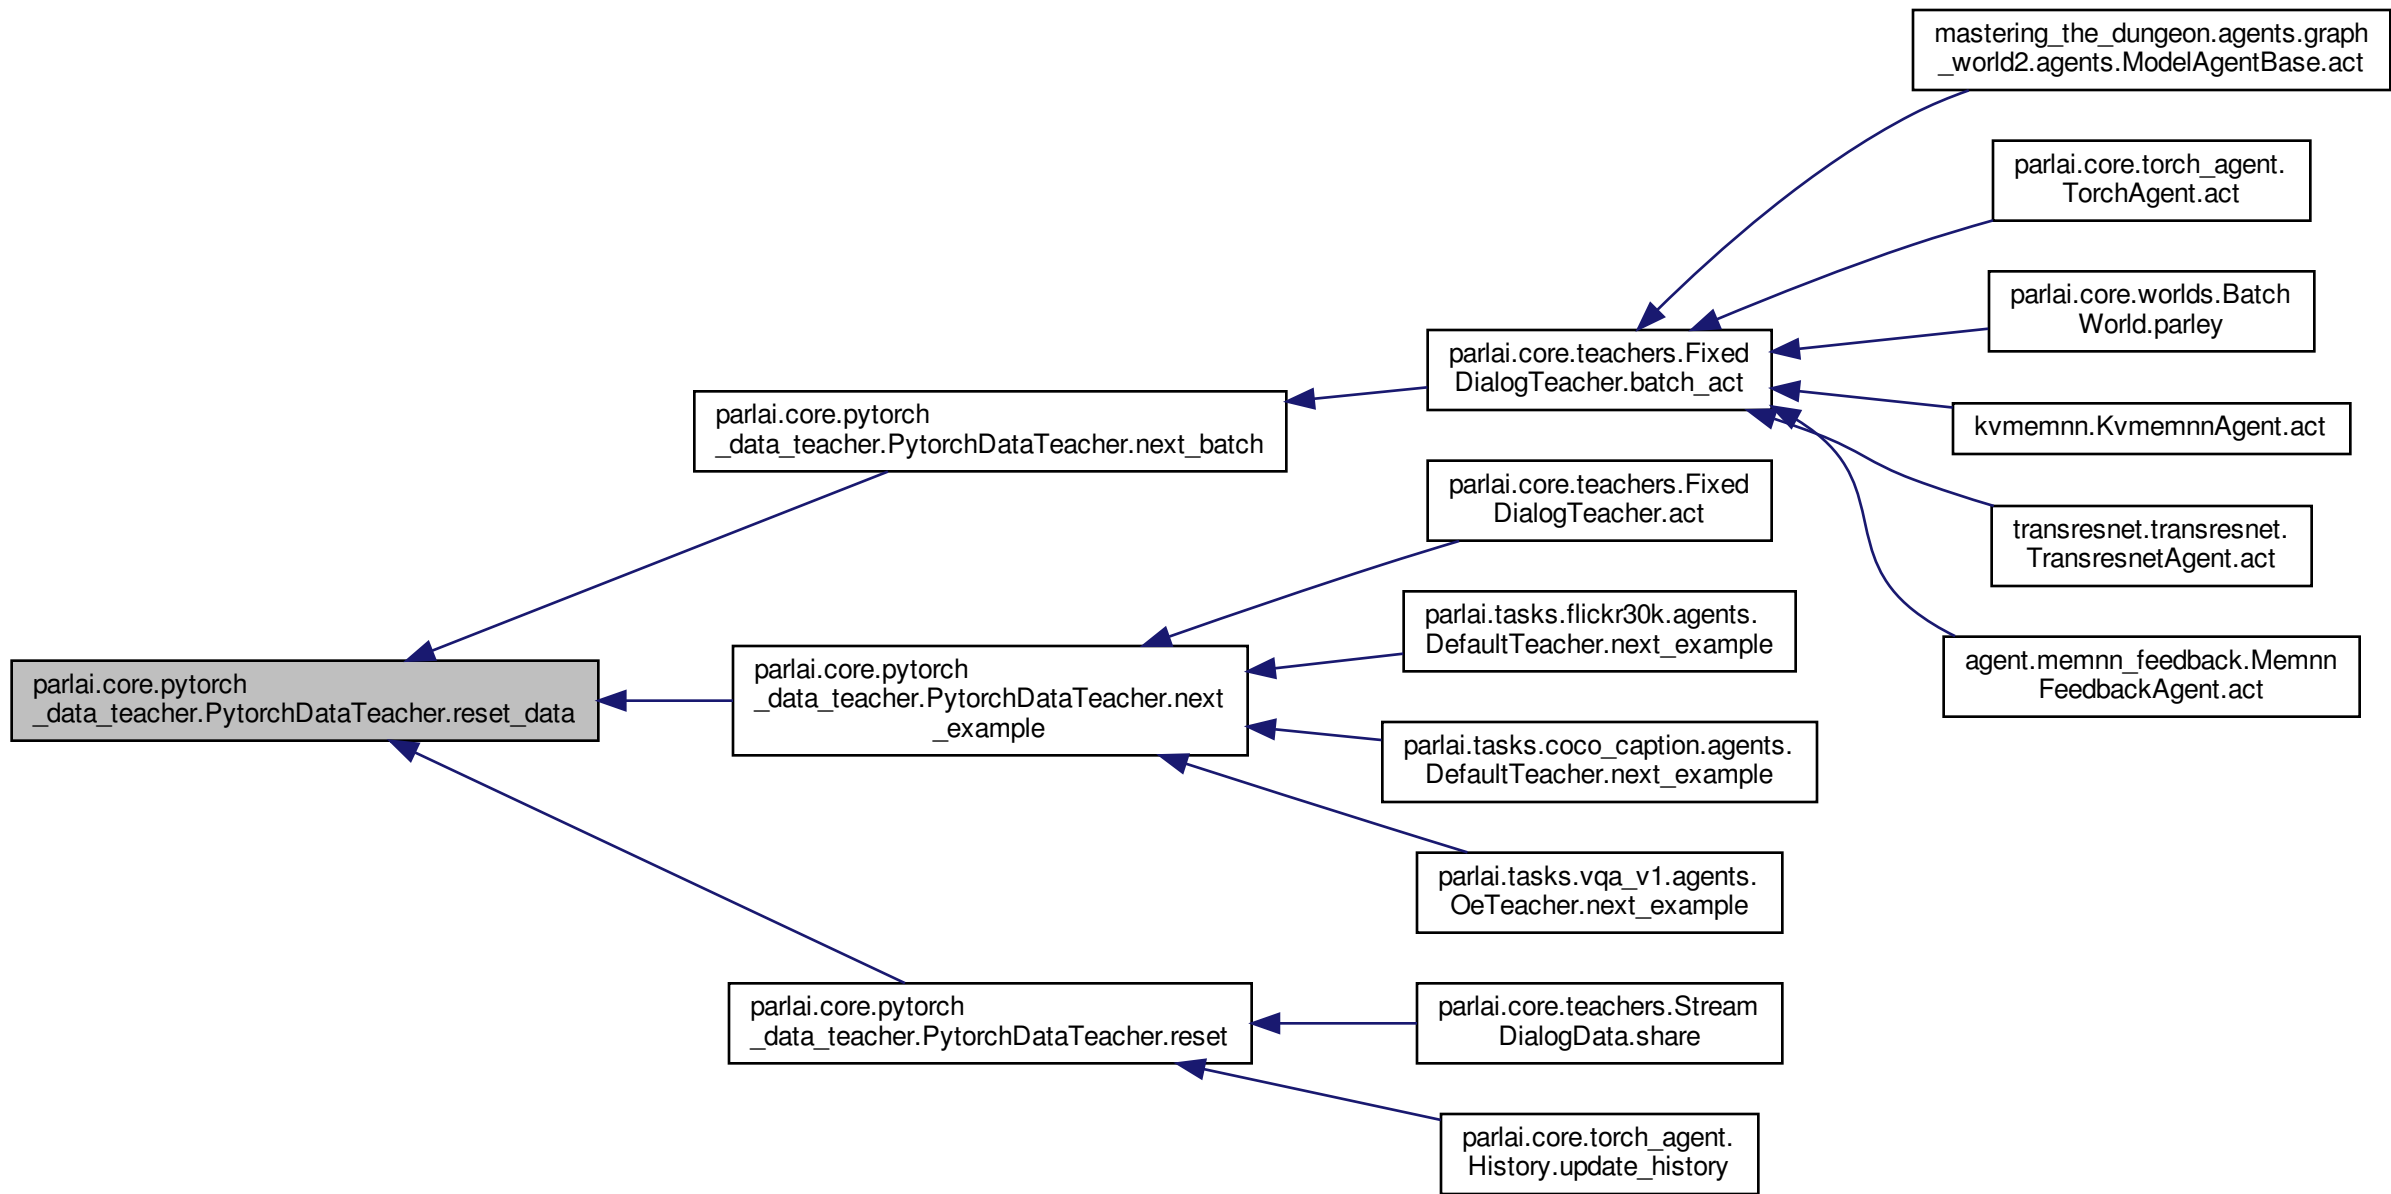 mastering_the_dungeon.agents.graph
_world2.agents.ModelAgentBase.act
parlai.core.torch_agent.
TorchAgent.act
parlai.core.worlds.Batch
World.parley
parlai.core.teachers.Fixed
DialogTeacher.batch_act
parlai.core.pytorch
_data_teacher.PytorchDataTeacher.next_batch
kvmemnn.KvmemnnAgent.act
parlai.core.teachers.Fixed
DialogTeacher.act
transresnet.transresnet.
TransresnetAgent.act
parlai.tasks.flickr30k.agents.
DefaultTeacher.next_example
agent.memnn_feedback.Memnn
FeedbackAgent.act
parlai.core.pytorch
_data_teacher.PytorchDataTeacher.reset_data
parlai.core.pytorch
_data_teacher.PytorchDataTeacher.next
_example
parlai.tasks.coco_caption.agents.
DefaultTeacher.next_example
parlai.tasks.vqa_v1.agents.
OeTeacher.next_example
parlai.core.pytorch
_data_teacher.PytorchDataTeacher.reset
parlai.core.teachers.Stream
DialogData.share
parlai.core.torch_agent.
History.update_history